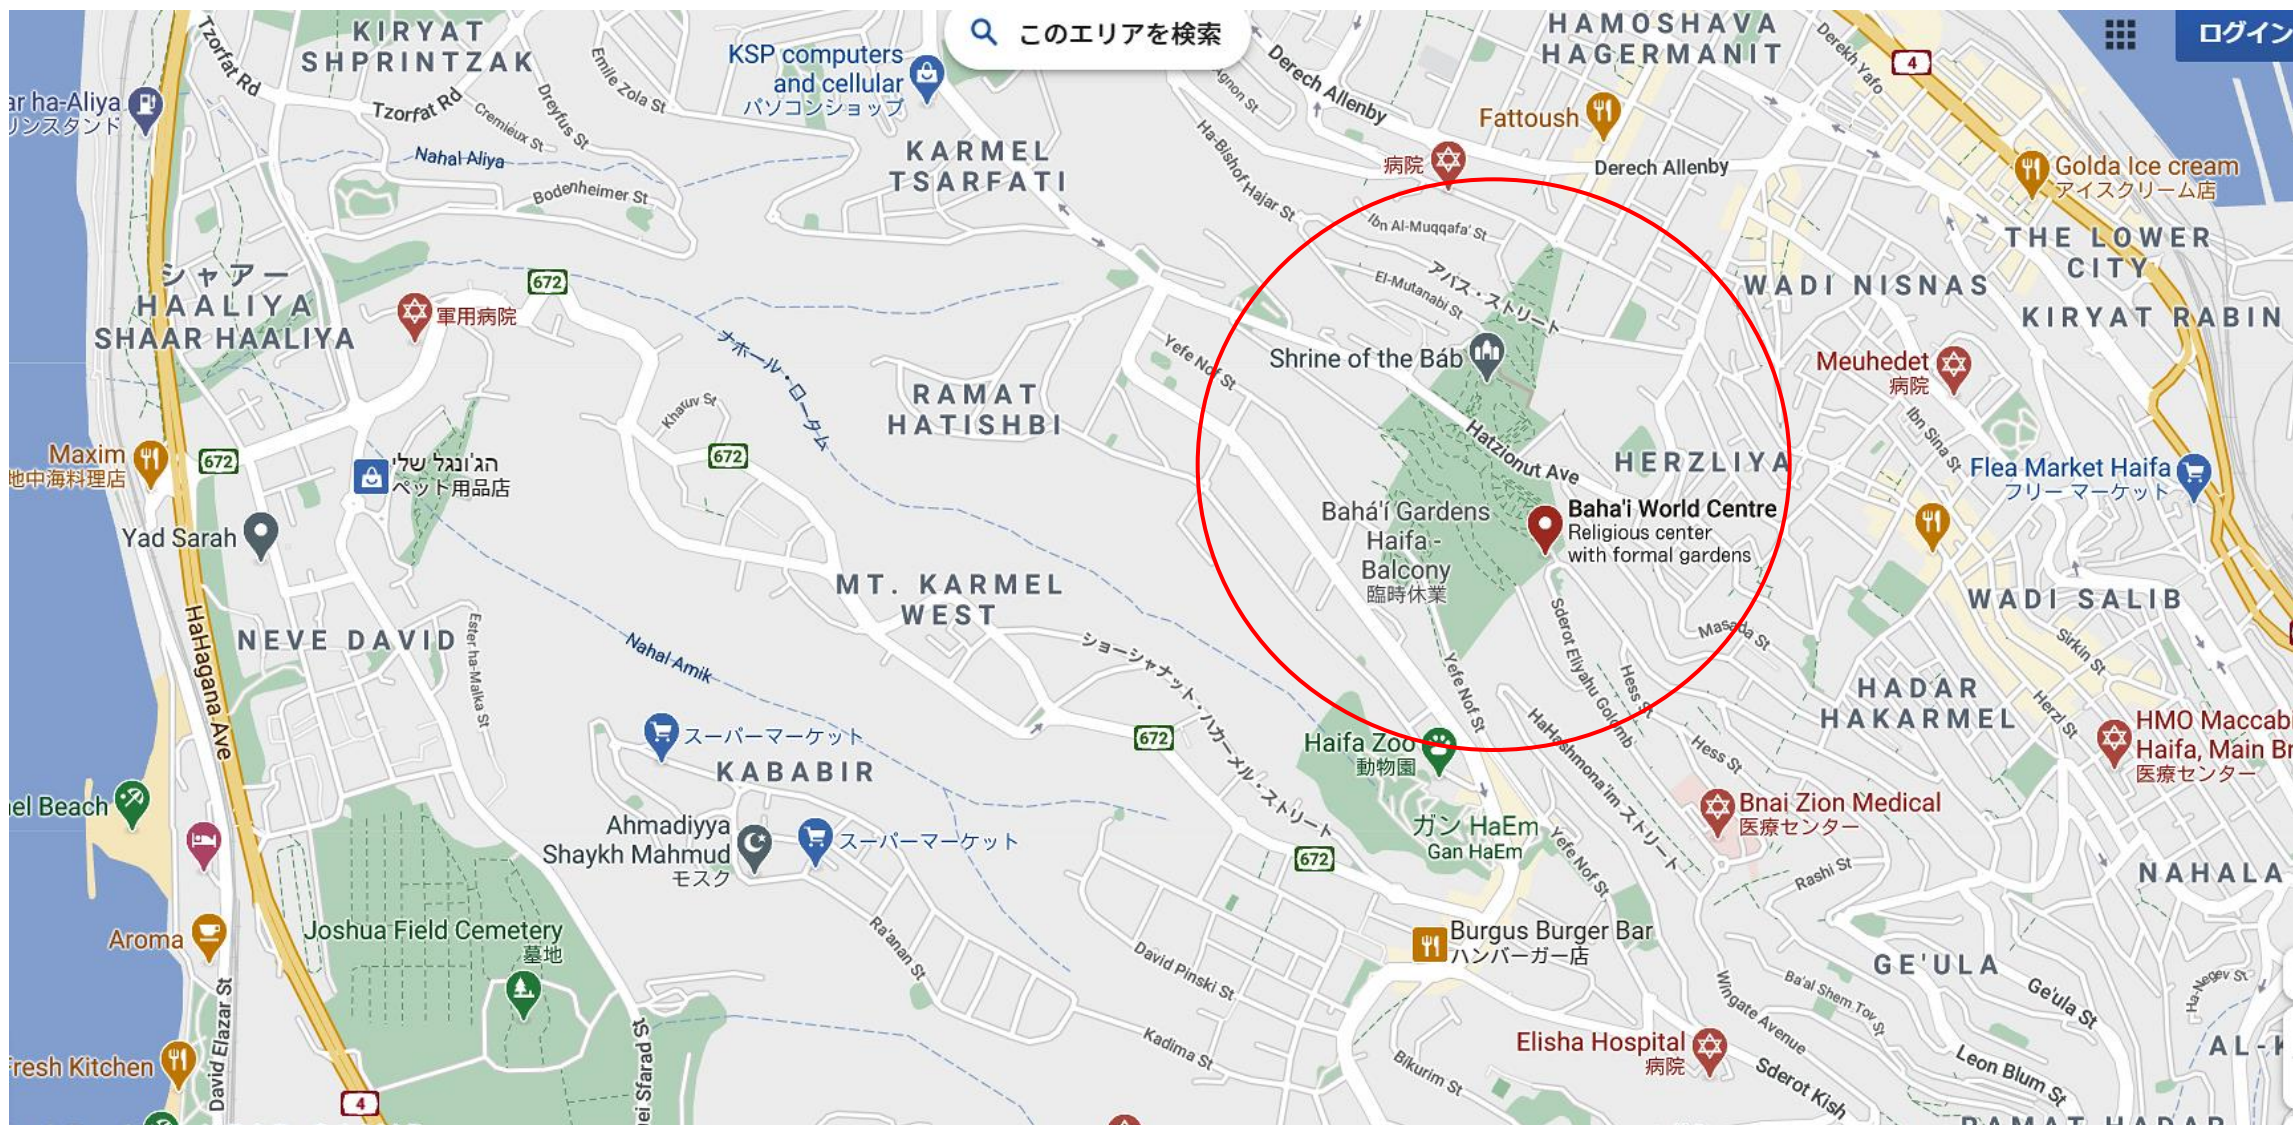 KIRYAT
SHPRINTZAK
Tzorfat Rd
Tzorfat Rd
Cremieux St
Dreyfus St
Emile Zola St
KSP computers
and cellular
パソコンショップ
このエリアを検索
Agnon St
Derech Allenby
HAMOSHAVA
HAGERMANIT
Derekh Yafo
4
ログイン
ar ha-Aliya
リンスタンド
Nahal Aliya
Bodenheimer St
KARMEL
TSARFATI
Ha-Bishof Hajar St
病院
Fattoush
Derech Allenby
Golda Ice cream
アイスクリーム店
THE LOWER
CITY
シャアー
HAALIYA
SHAAR HAALIYA
672
軍用病院
Ibn Al-Muqqafa' St
アバス・ストリート
El-Mutanabi St
WADI NISNAS
KIRYAT RABIN
ナホール・ロータム
Yefe Nof St
Shrine of the Báb
Meuhedet
病院
Khatuv St
RAMAT
HATISHBI
Hatzionut Ave
HERZLIYA
Ibn Sina St
Flea Market Haifa
フリー マーケット
Maxim
地中海料理店
672
672
הג'ונגל שלי
ペット用品店
Yad Sarah
Bahá'í Gardens
Haifa -
Balcony
臨時休業
Baha'i World Centre
Religious center
with formal gardens
MT. KARMEL
WEST
WADI SALIB
Sirkin St
HaHagana Ave
NEVE DAVID
Ester ha-Malka St
Nahal Amik
ショーシャナット・ハカーメル・ストリート
Sderot Eliyahu Golomb
Masada St
Hess St
Yefe Nof St
HADAR
HAKARMEL
Herzl St
スーパーマーケット
KABABIR
672
Haifa Zoo
動物園
HaHashmona'im ストリート
Hess St
HMO Maccab
Haifa, Main Br
医療センター
el Beach
Ahmadiyya
Shaykh Mahmud
モスク
スーパーマーケット
672
ガン HaEm
Gan HaEm
Yefe Nof St
Bnai Zion Medical
医療センター
Rashi St
NAHALA
Aroma
Joshua Field Cemetery
墓地
Ra'anan St
David Pinski St
Burgus Burger Bar
ハンバーガー店
GE'ULA
Ge'ula St
Ba'al Shem Tov St
Ha-Negev St
Wingate Avenue
David Elazar St
resh Kitchen
4
ei Sfarad St
Kadima St
Bikurim St
Elisha Hospital
病院
Sderot Kish
Leon Blum St
AL-K
RAMAT HADAR